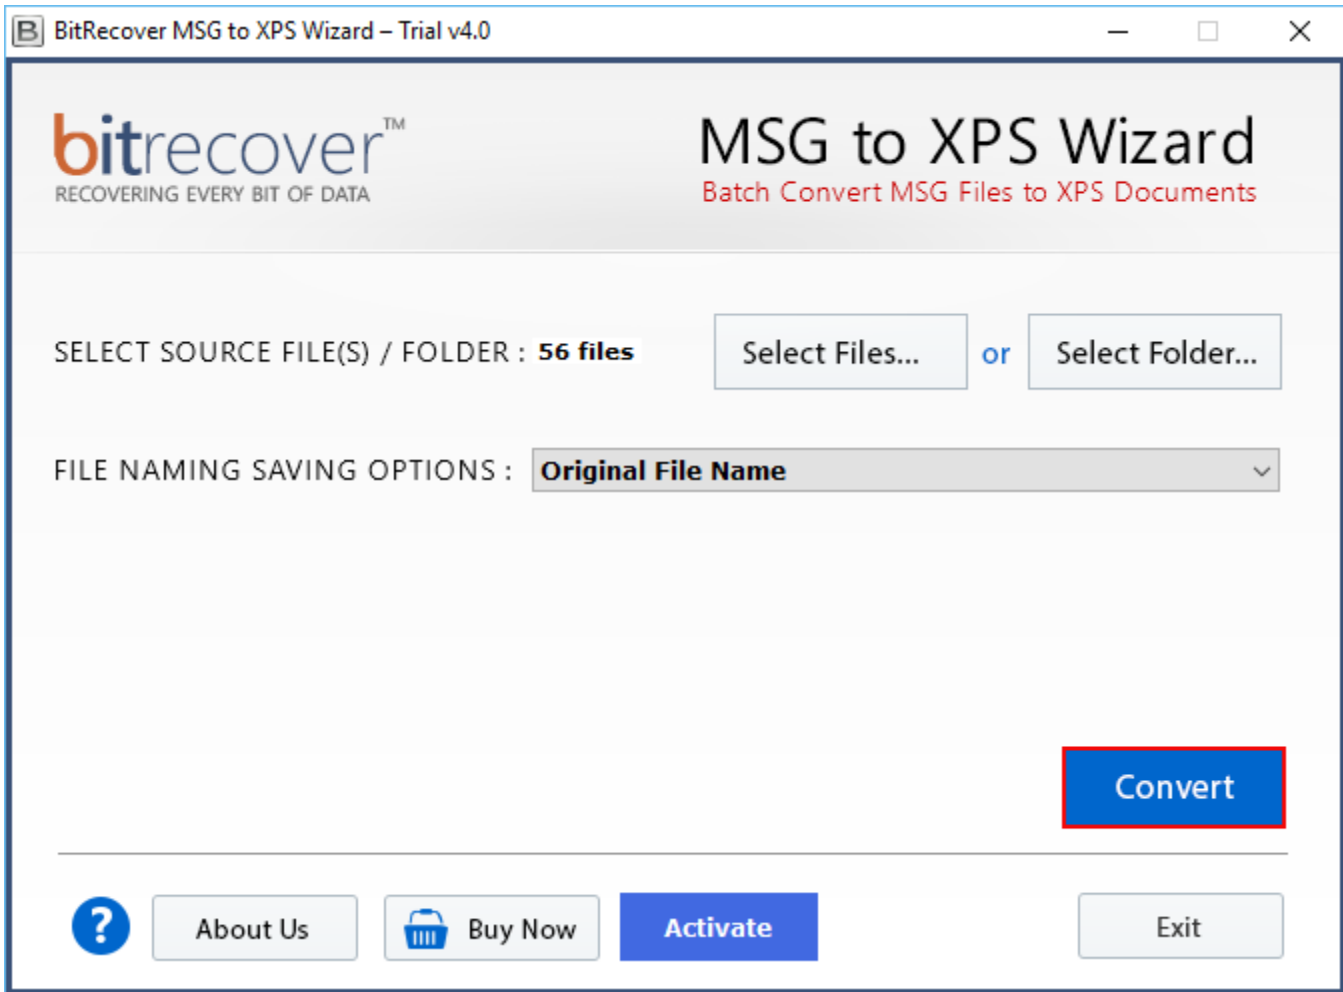 BitRecover MSG to XPS Wizard – Trial v4.0
bitrecover™
RECOVERING EVERY BIT OF DATA
MSG to XPS Wizard
Batch Convert MSG Files to XPS Documents
SELECT SOURCE FILE(S) / FOLDER : 56 files Select Files... or Select Folder...
FILE NAMING SAVING OPTIONS : Original File Name
Convert
? About Us Buy Now Activate Exit